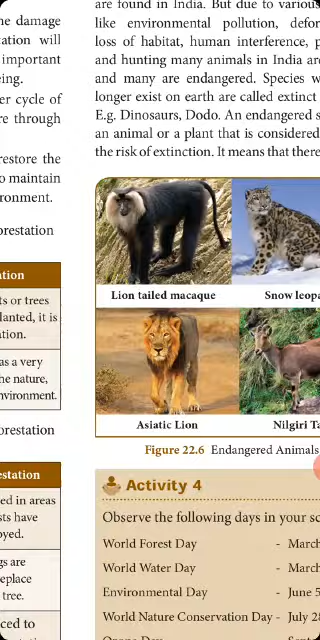 e damage
tation will
important
eing.
er cycle of
re through
restore the
o maintain
ronment.
orestation
ation
ts or trees
lanted, it is
ation.
as a very
he nature,
nvironment.
orestation
estation
ed in areas
sts have
oyed.
gs are
eplace
tree.
ced to
are found in India. But due to various
like environmental pollution, defor
loss of habitat, human interference, p
and hunting many animals in India are
and many are endangered. Species w
longer exist on earth are called extinct
E.g. Dinosaurs, Dodo. An endangered s
an animal or a plant that is considered
the risk of extinction. It means that there
Lion tailed macaque
Snow leopa
Asiatic Lion
Nilgiri Ta
Figure 22.6 Endangered Animals
Activity 4
Observe the following days in your sc
World Forest Day - March
World Water Day - March
Environmental Day - June 5
World Nature Conservation Day - July 28